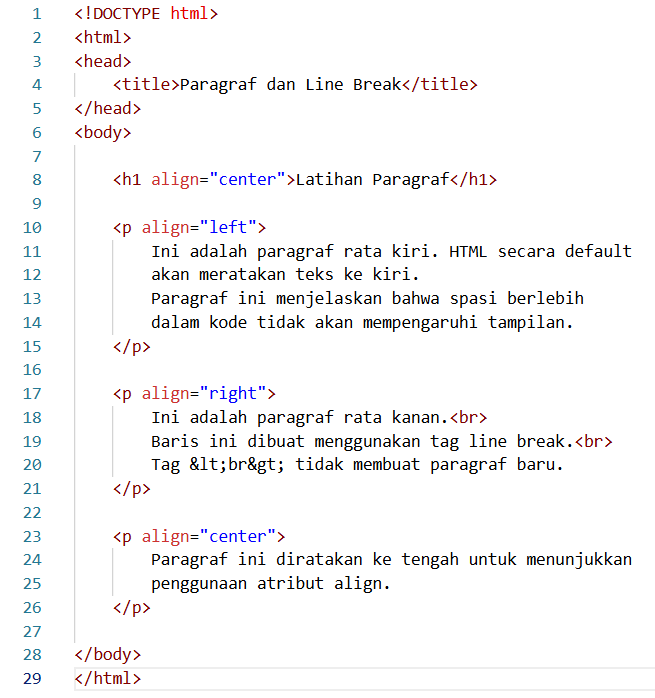 1 <!DOCTYPE html>
2 <html>
3 <head>
4     <title>Paragraf dan Line Break</title>
5 </head>
6 <body>
7
8     <h1 align="center">Latihan Paragraf</h1>
9
10     <p align="left">
11         Ini adalah paragraf rata kiri. HTML secara default
12         akan meratakan teks ke kiri.
13         Paragraf ini menjelaskan bahwa spasi berlebih
14         dalam kode tidak akan mempengaruhi tampilan.
15     </p>
16
17     <p align="right">
18         Ini adalah paragraf rata kanan.<br>
19         Baris ini dibuat menggunakan tag line break.<br>
20         Tag &lt;br&gt; tidak membuat paragraf baru.
21     </p>
22
23     <p align="center">
24         Paragraf ini diratakan ke tengah untuk menunjukkan
25         penggunaan atribut align.
26     </p>
27
28 </body>
29 </html>